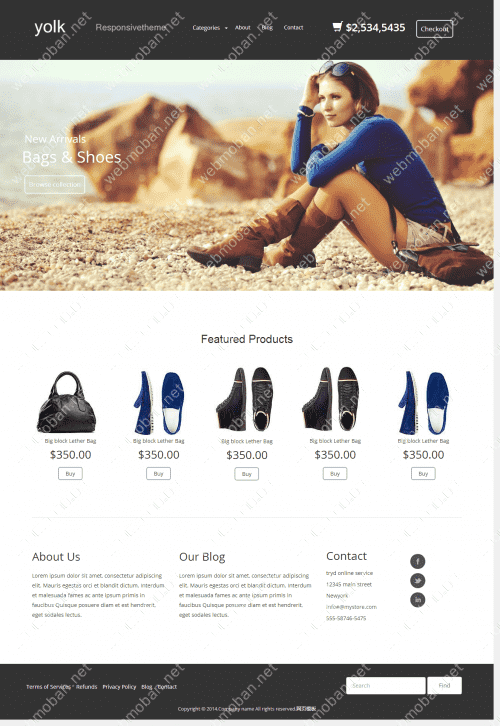 yolk
Responsivetheme
Categories
About
Blog
Contact
$2,534,5435
Checkout
New Arrivals
Bags & Shoes
Browse collection
Featured Products
Big block Lether Bag
Big block Lether Bag
Big block Lether Bag
Big block Lether Bag
Big block Lether Bag
$350.00
$350.00
$350.00
$350.00
$350.00
Buy
Buy
Buy
Buy
Buy
About Us
Lorem ipsum dolor sit amet, consectetur adipiscing
elit. Mauris egestas orci et blandit dictum. Interdum
et malesuada fames ac ante ipsum primis in
faucibus Quisque posuere diam et est hendrerit,
eget sodales lectus.
Our Blog
Lorem ipsum dolor sit amet, consectetur adipiscing
elit. Mauris egestas orci et blandit dictum. Interdum
et malesuada fames ac ante ipsum primis in
faucibus Quisque posuere diam et est hendrerit,
eget sodales lectus.
Contact
tryd online service
12345 main street
Newyork
info#@mystore.com
555-58746-5475
Terms of Services
Refunds
Privacy Policy
Blog
Contact
Search
Find
Copyright © 2014.Company name All rights reserved.网页模板
webmoban.net